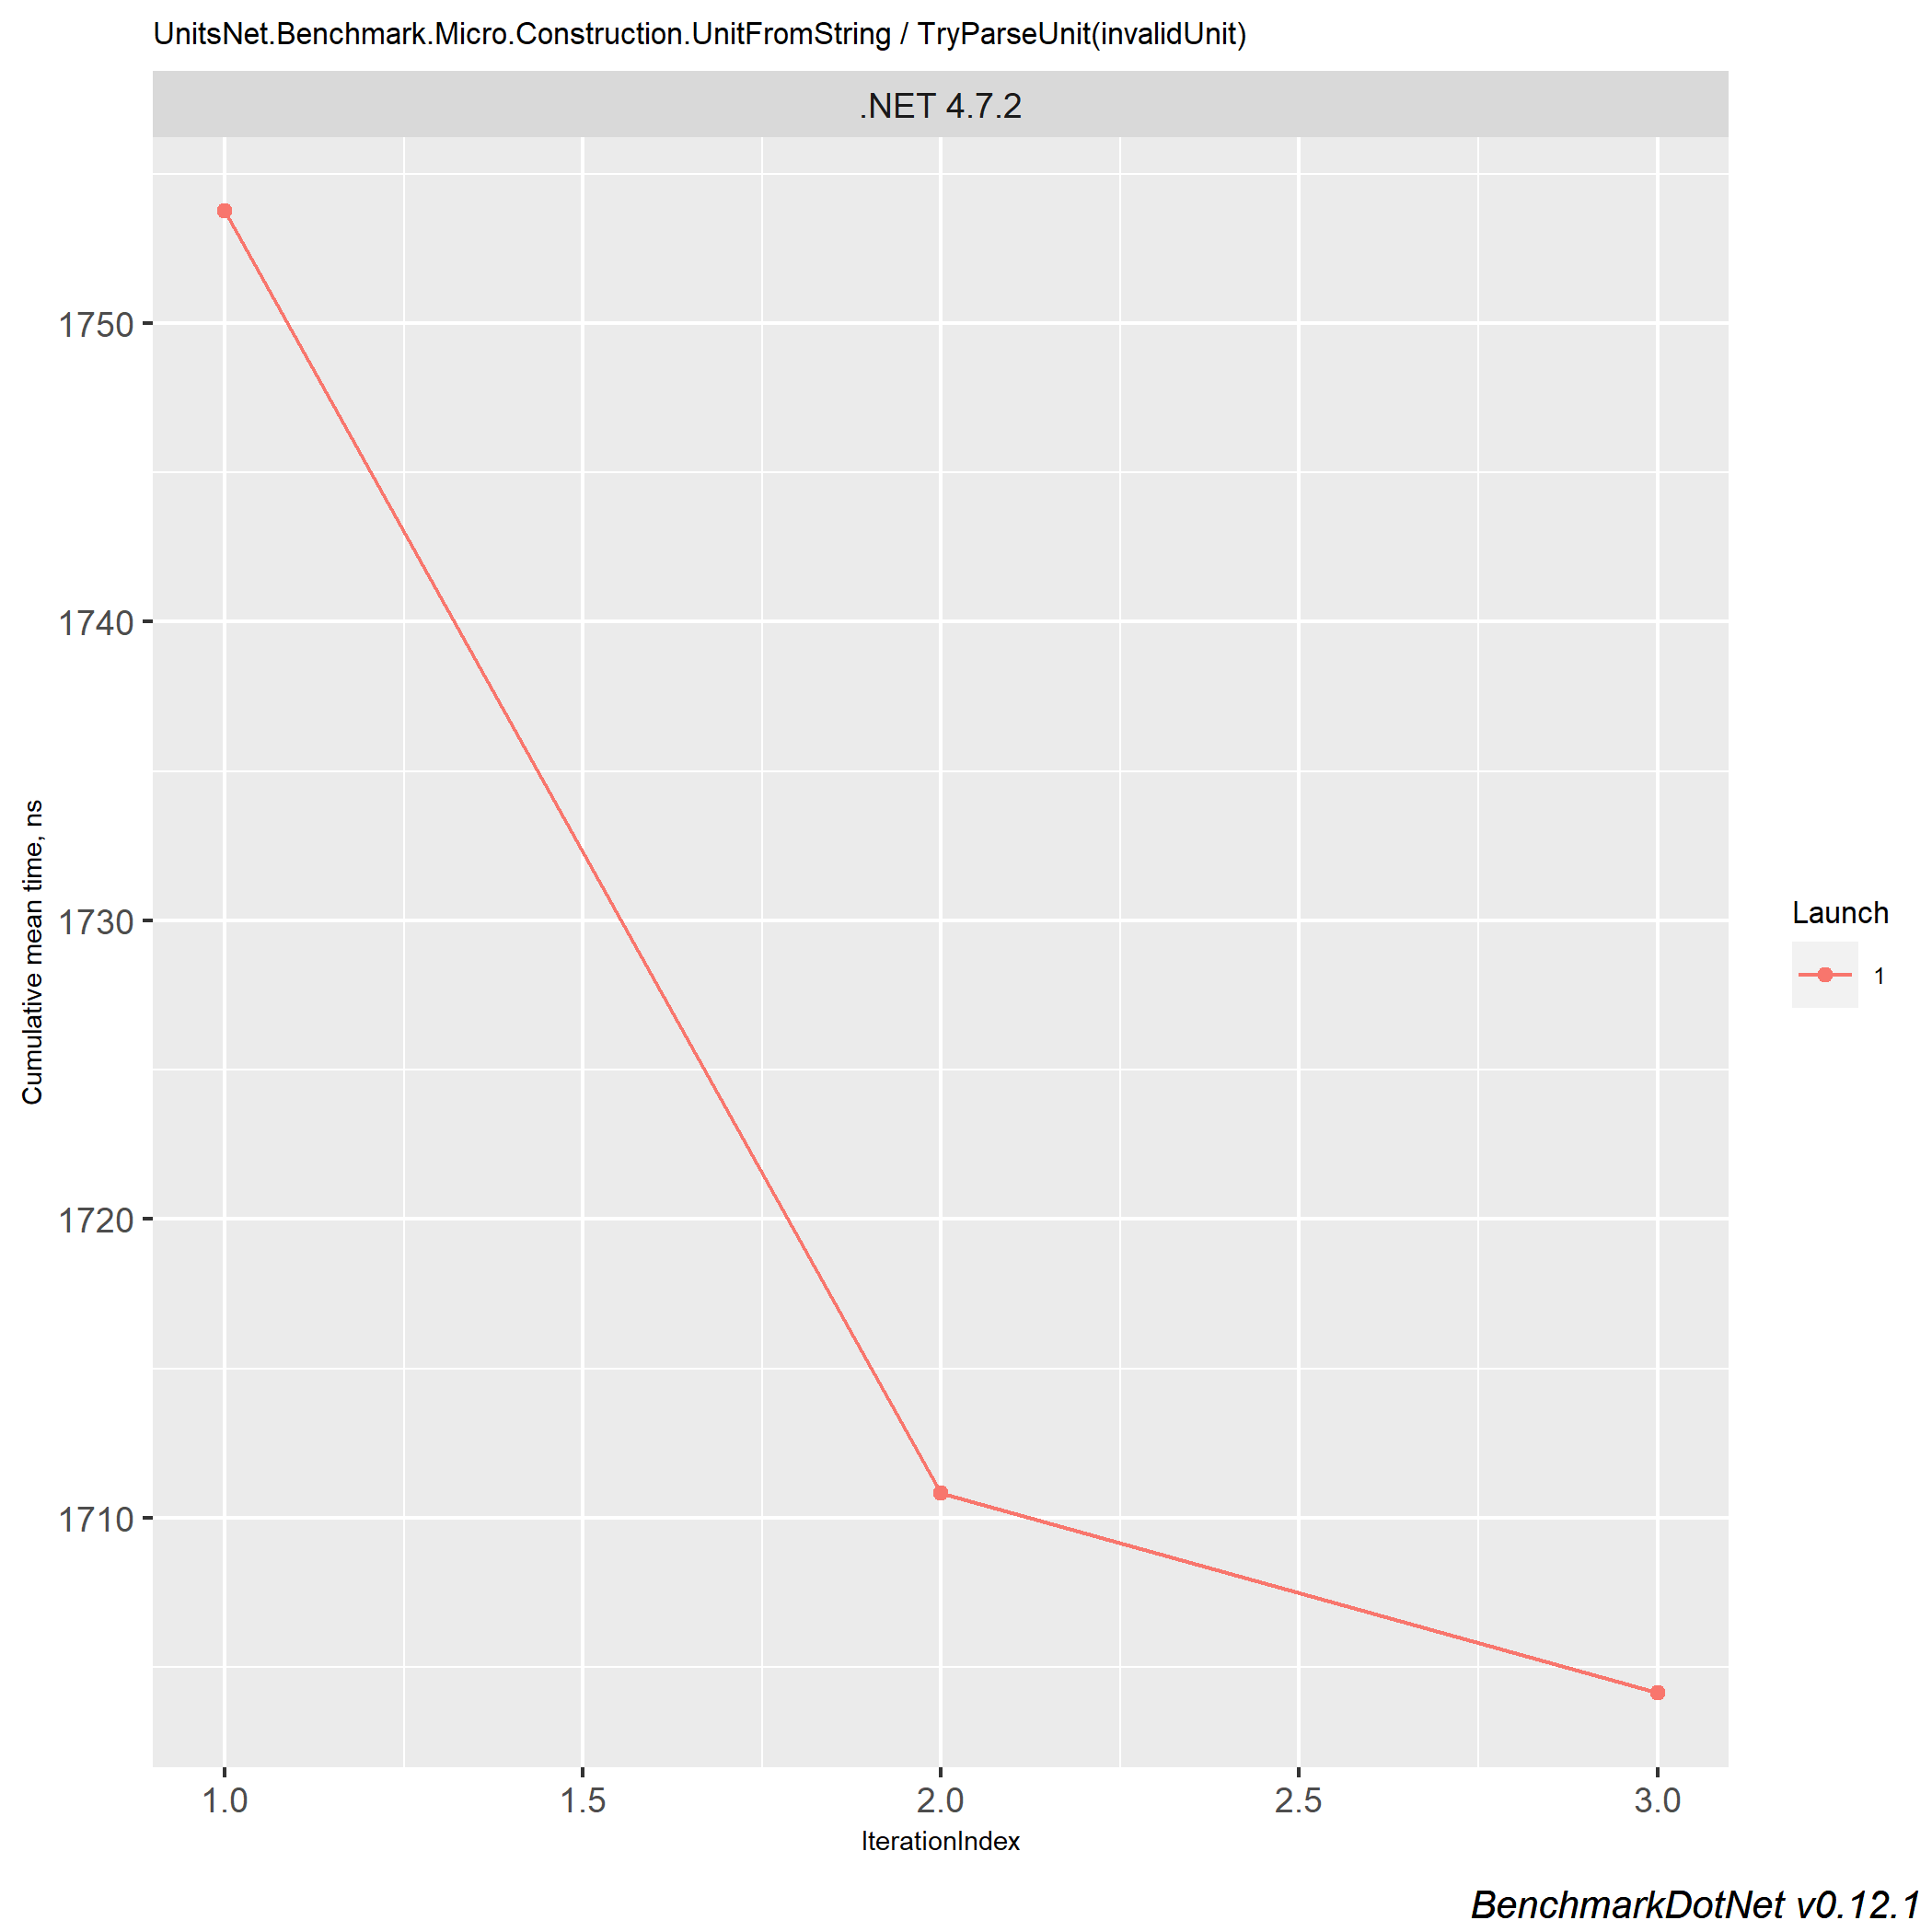 UnitsNet.Benchmark.Micro.Construction.UnitFromString / TryParseUnit(invalidUnit)
.NET 4.7.2
1750
1740
1730
1720
1710
Cumulative mean time, ns
1.0
1.5
2.0
2.5
3.0
IterationIndex
Launch
1
BenchmarkDotNet v0.12.1